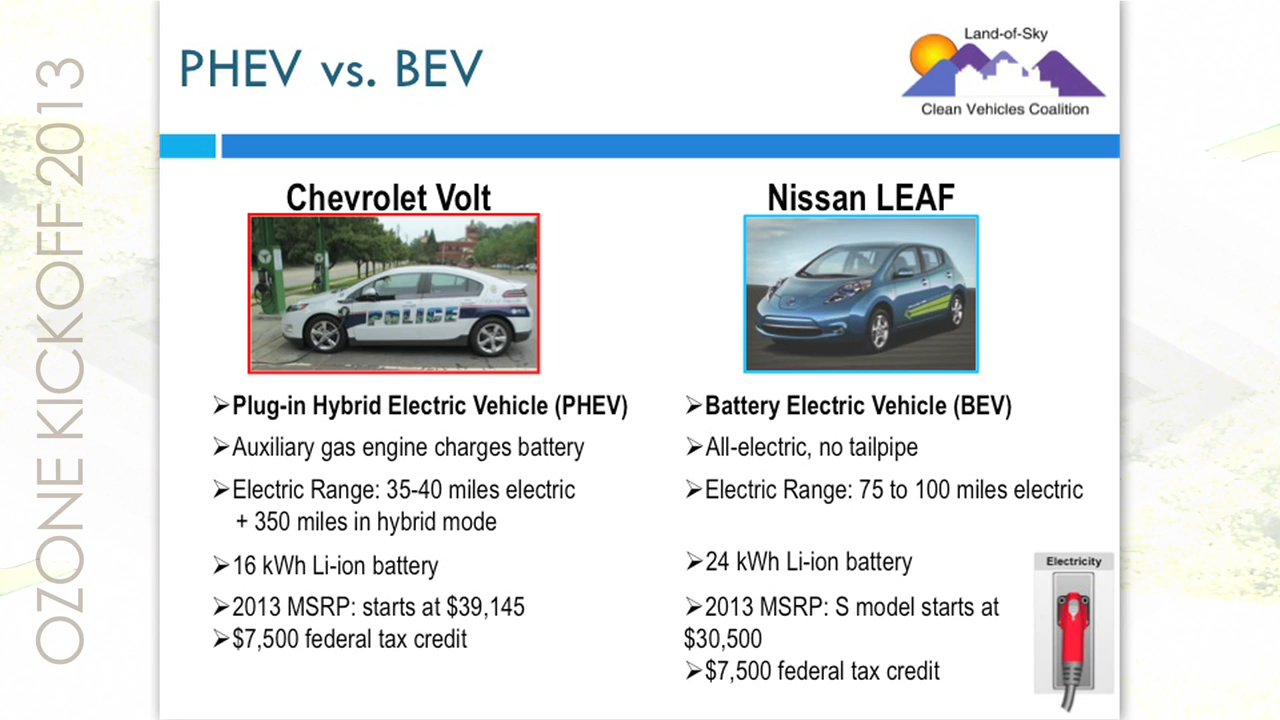 OZONE KICKOFF 2013
PHEV vs. BEV
Land-of-Sky
Clean Vehicles Coalition
Chevrolet Volt
POLICE
➢Plug-in Hybrid Electric Vehicle (PHEV)
➢Auxiliary gas engine charges battery
➢Electric Range: 35-40 miles electric
+ 350 miles in hybrid mode
➢16 kWh Li-ion battery
➢2013 MSRP: starts at $39,145
➢$7,500 federal tax credit
Nissan LEAF
➢Battery Electric Vehicle (BEV)
➢All-electric, no tailpipe
➢Electric Range: 75 to 100 miles electric
➢24 kWh Li-ion battery
➢2013 MSRP: S model starts at
$30,500
➢$7,500 federal tax credit
Electricity